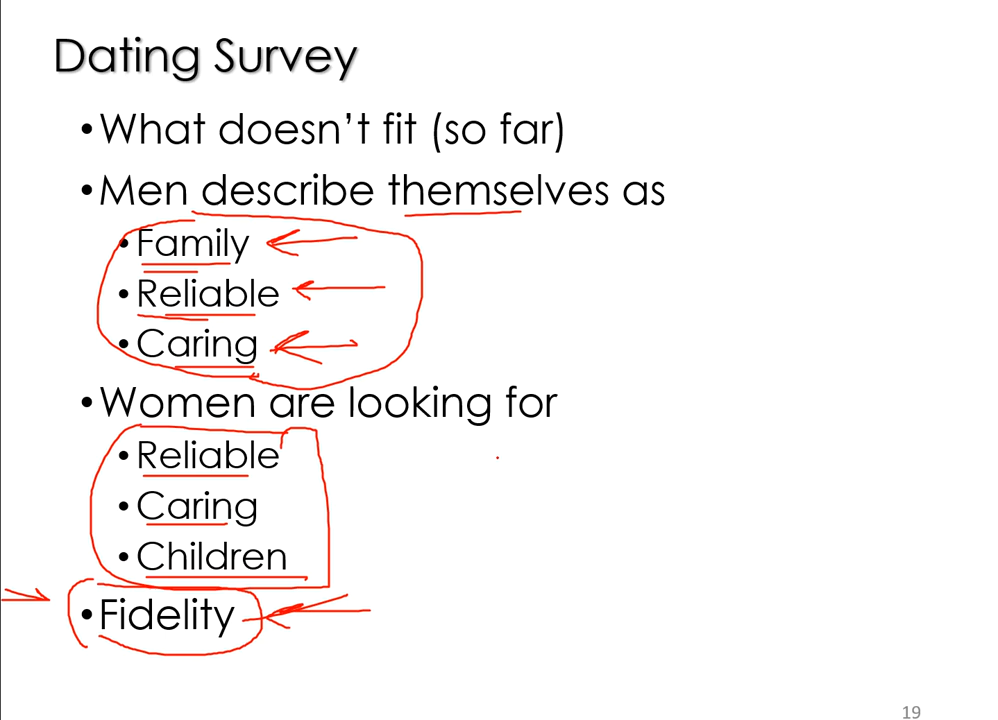 Dating Survey
•What doesn't fit (so far)
•Men describe themselves as
•Family
•Reliable
•Caring
•Women are looking for
•Reliable
•Caring
•Children
•Fidelity
19